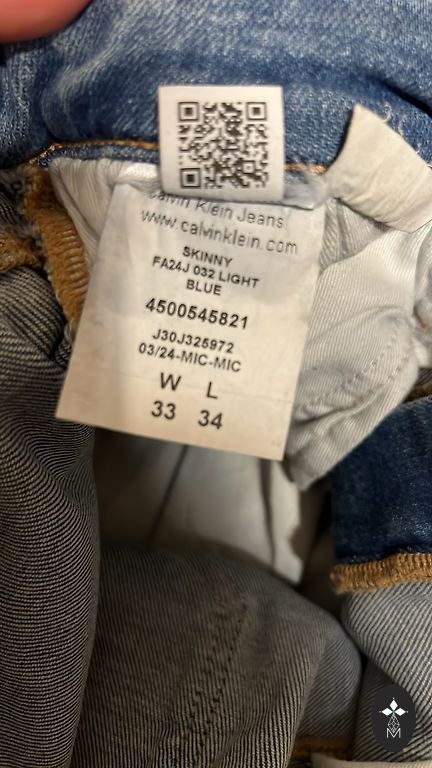 Calvin Klein Jeans
www.calvinklein.com
SKINNY
FA24J 032 LIGHT
BLUE
4500545821
J30J325972
03/24-MIC-MIC
W L
33 34
M